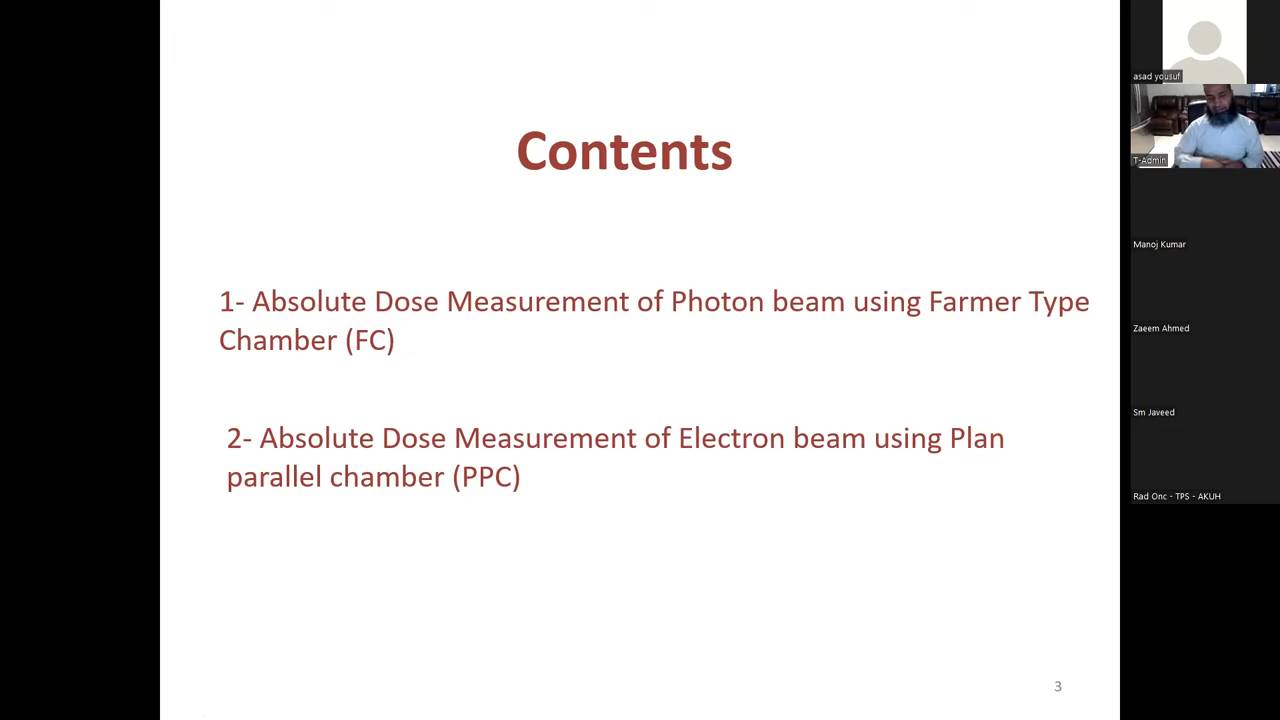 Contents
1- Absolute Dose Measurement of Photon beam using Farmer Type
Chamber (FC)
2- Absolute Dose Measurement of Electron beam using Plan
parallel chamber (PPC)
3
asad yousuf
T-Admin
Manoj Kumar
Zaeem Ahmed
Sm Javeed
Rad Onc - TPS - AKUH